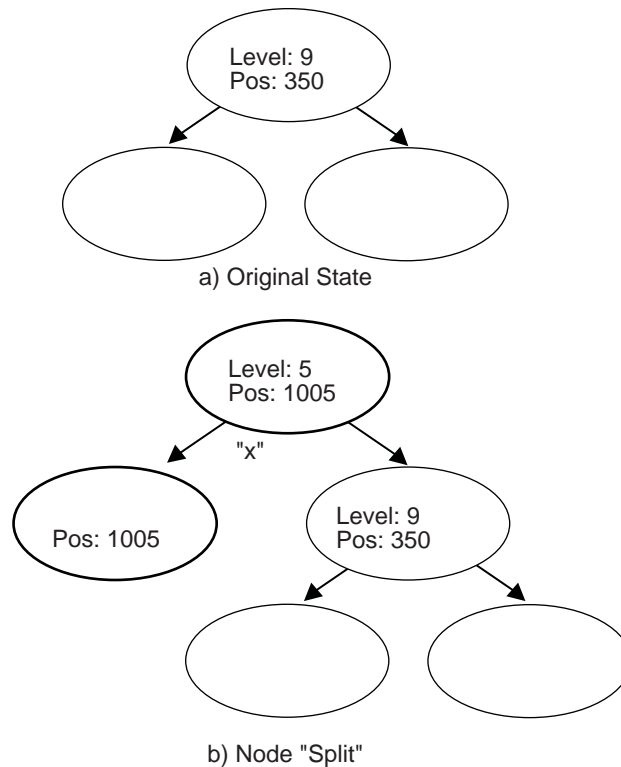 Level: 9
Pos: 350
a) Original State
Level: 5
Pos: 1005
"x"
Pos: 1005
Level: 9
Pos: 350
b) Node "Split"